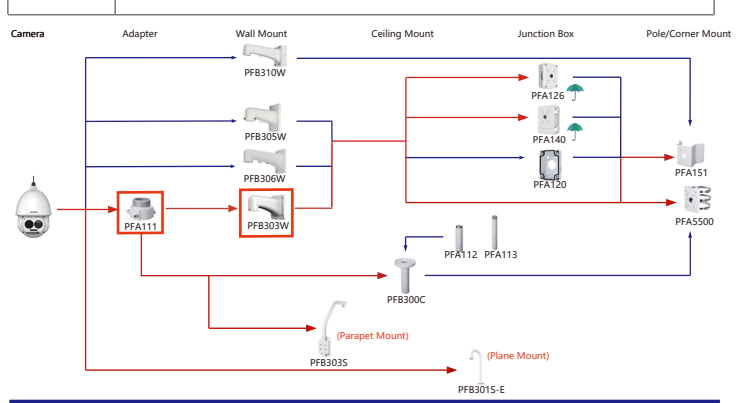 Camera Adapter Wall Mount Ceiling Mount Junction Box Pole/Corner Mount
PFB310W
PFA126
PFB305W
PFA140
PFB306W
PFA120
PFA151
PFA111
PFB303W
PFA5500
PFA112 PFA113
PFB300C
(Parapet Mount)
PFB303S
(Plane Mount)
PFB301S-E